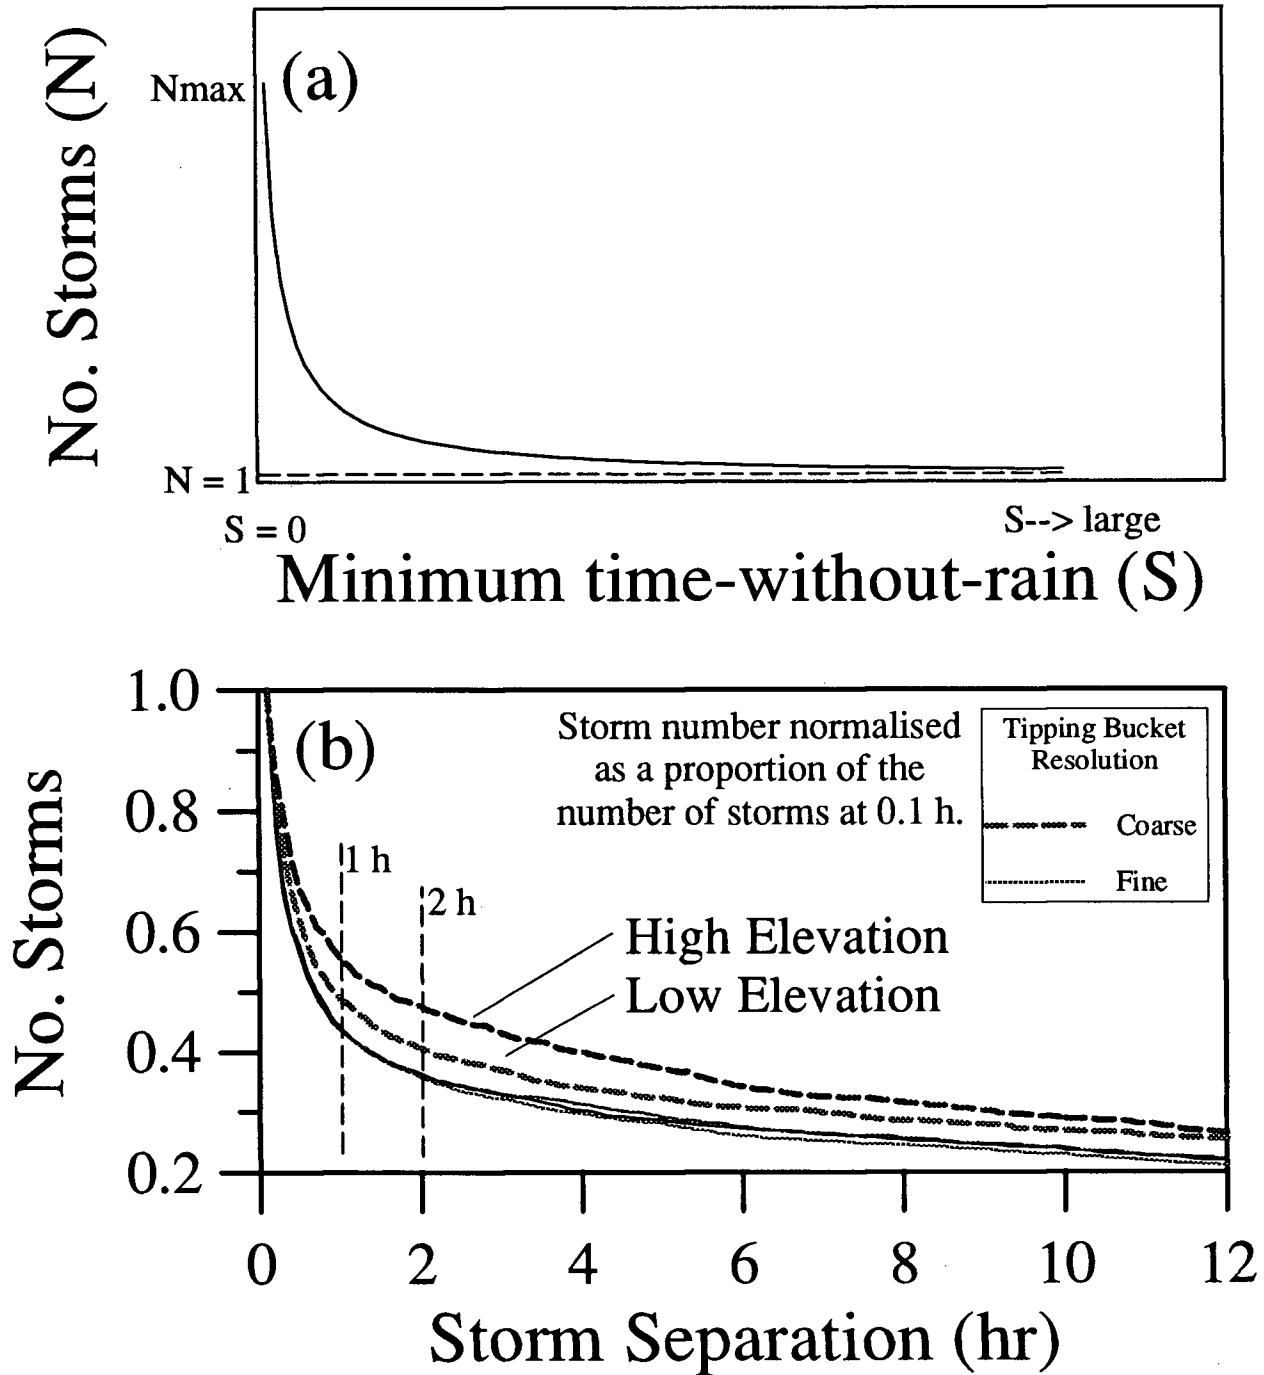 No. Storms (N)
Nmax
(a)
N = 1
S = 0
S--> large
Minimum time-without-rain (S)
No. Storms
1.0
0.8
0.6
0.4
0.2
(b)
Storm number normalised
as a proportion of the
number of storms at 0.1 h.
Tipping Bucket
Resolution
Coarse
Fine
1 h
2 h
High Elevation
Low Elevation
0 2 4 6 8 10 12
Storm Separation (hr)